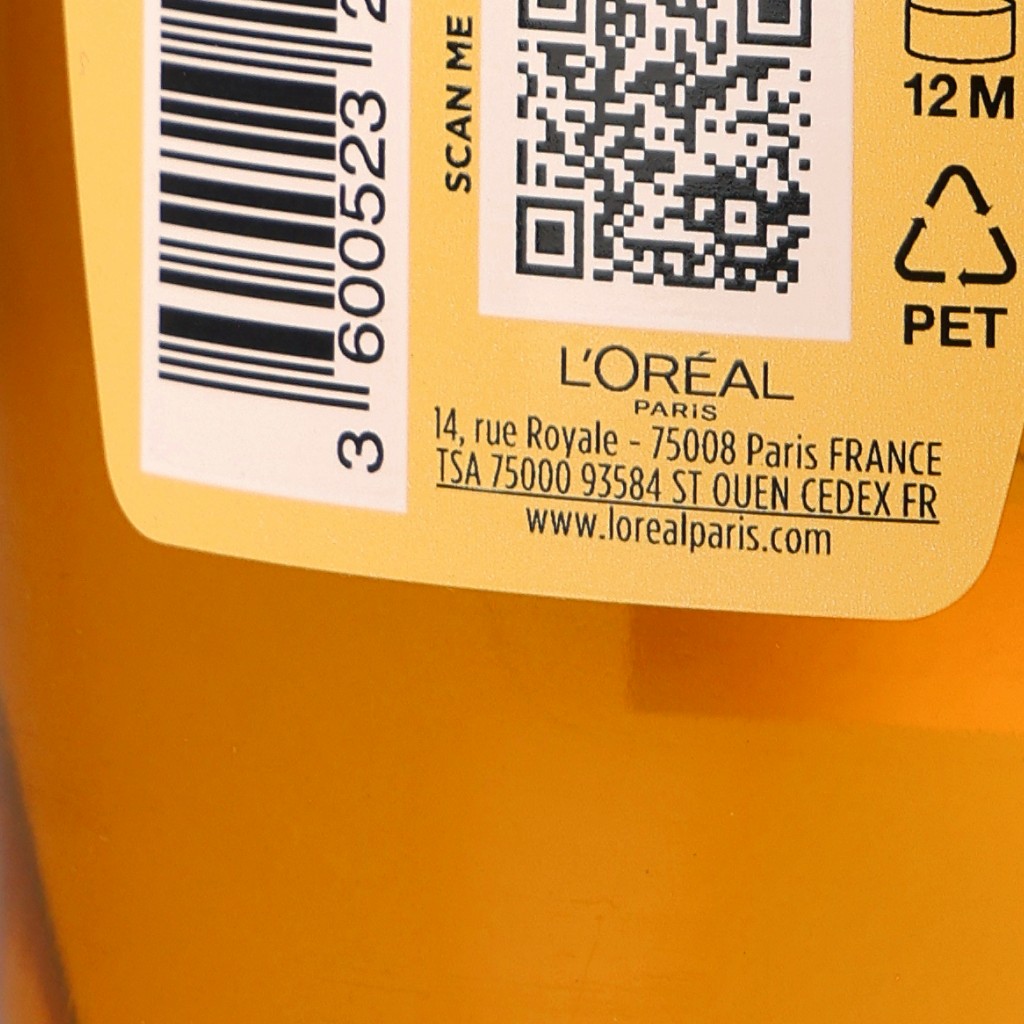 3 600523 2
SCAN ME
12 M
PET
L'ORÉAL
PARIS
14, rue Royale - 75008 Paris FRANCE
TSA 75000 93584 ST OUEN CEDEX FR
www.lorealparis.com